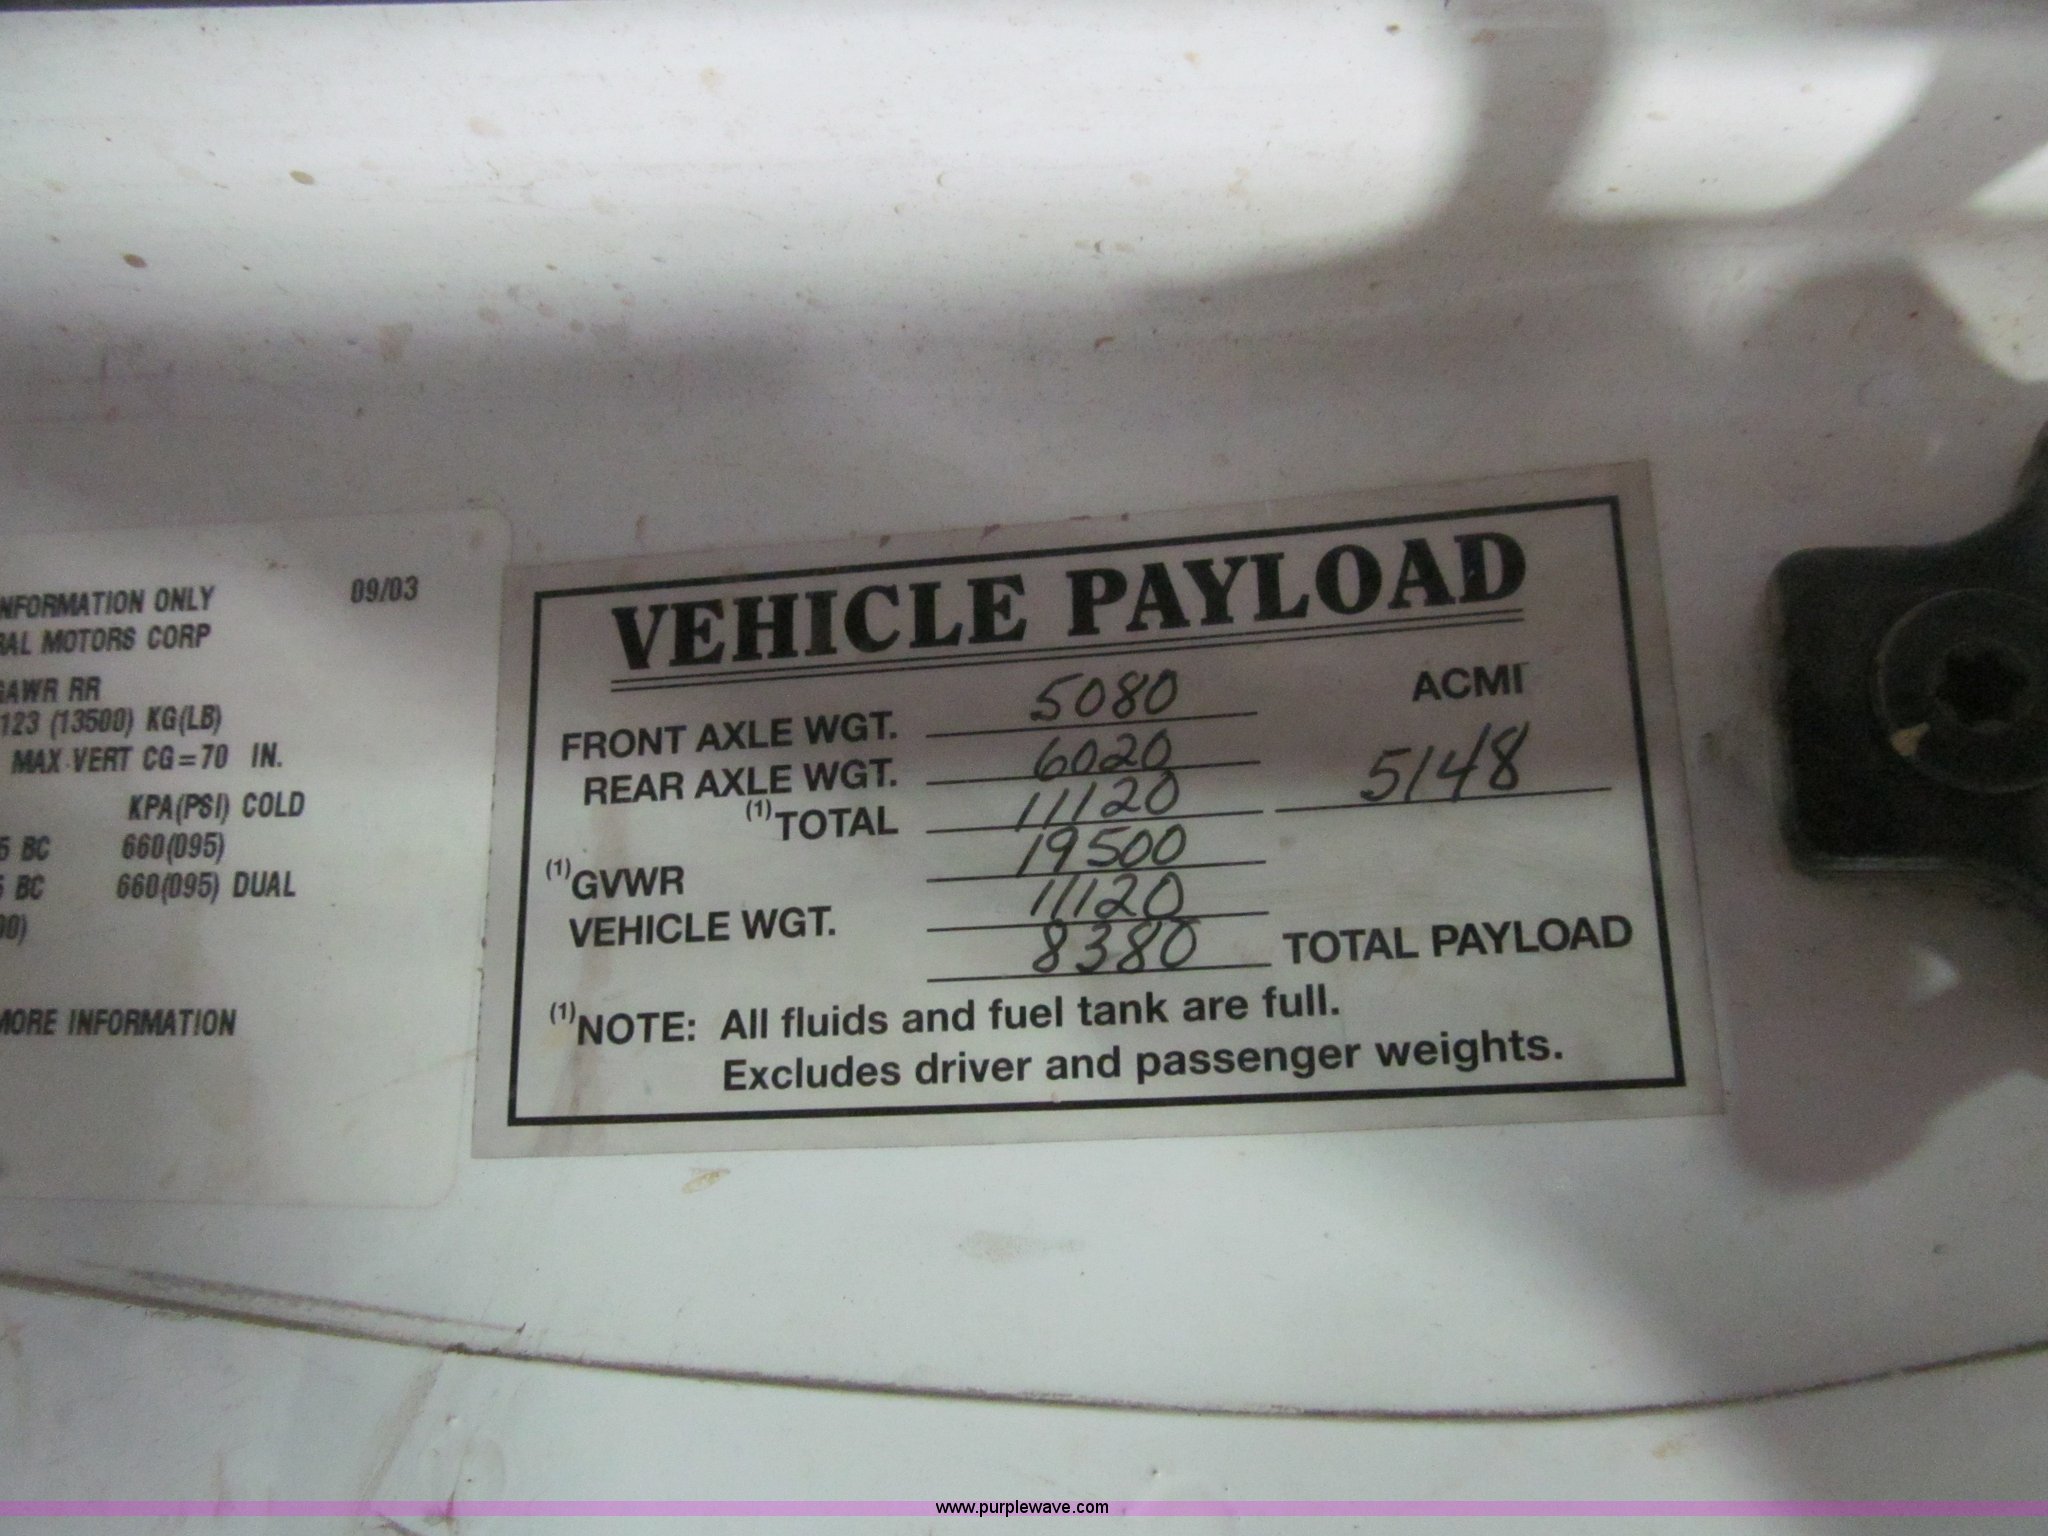 NFORMATION ONLY 09/03
RAL MOTORS CORP
GAWR RR
123 (13500) KG(LB)
MAX VERT CG=70 IN.
KPA(PSI) COLD
5 BC 660(095)
5 BC 660(095) DUAL
00)
MORE INFORMATION
VEHICLE PAYLOAD
FRONT AXLE WGT. 5080 ACMI
REAR AXLE WGT. 6020
(1)TOTAL 11120 5148
(1)GVWR 19500
VEHICLE WGT. 11120
8380 TOTAL PAYLOAD
(1)NOTE: All fluids and fuel tank are full.
Excludes driver and passenger weights.
www.purplewave.com